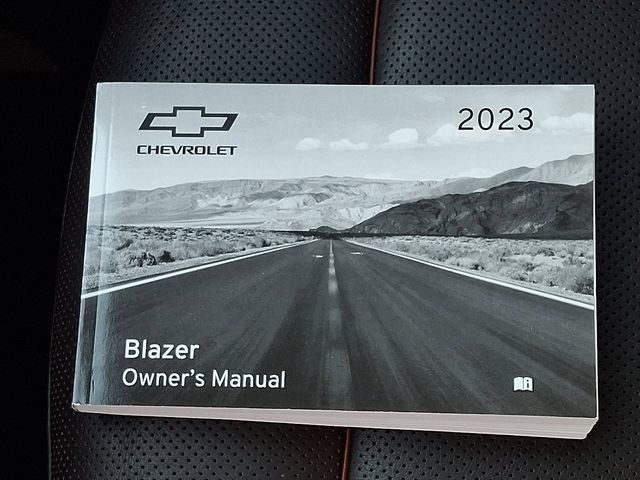 CHEVROLET
2023
Blazer
Owner's Manual